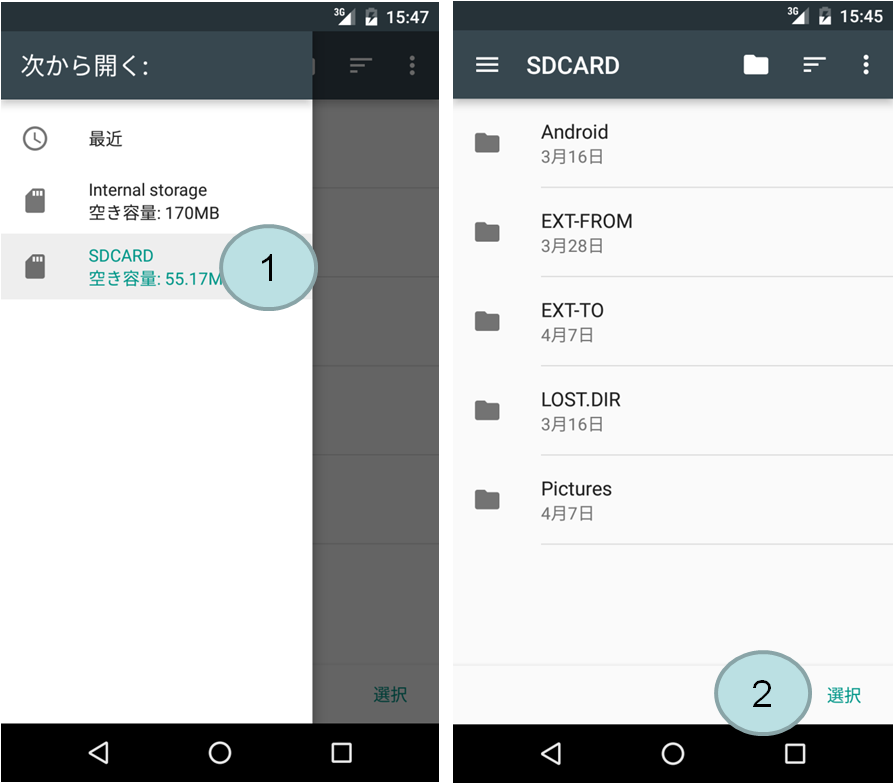 3G 15:47
次から開く:
最近
Internal storage
空き容量: 170MB
SDCARD
空き容量: 55.17M
1
選択
3G 15:45
SDCARD
Android
3月16日
EXT-FROM
3月28日
EXT-TO
4月7日
LOST.DIR
3月16日
Pictures
4月7日
2
選択